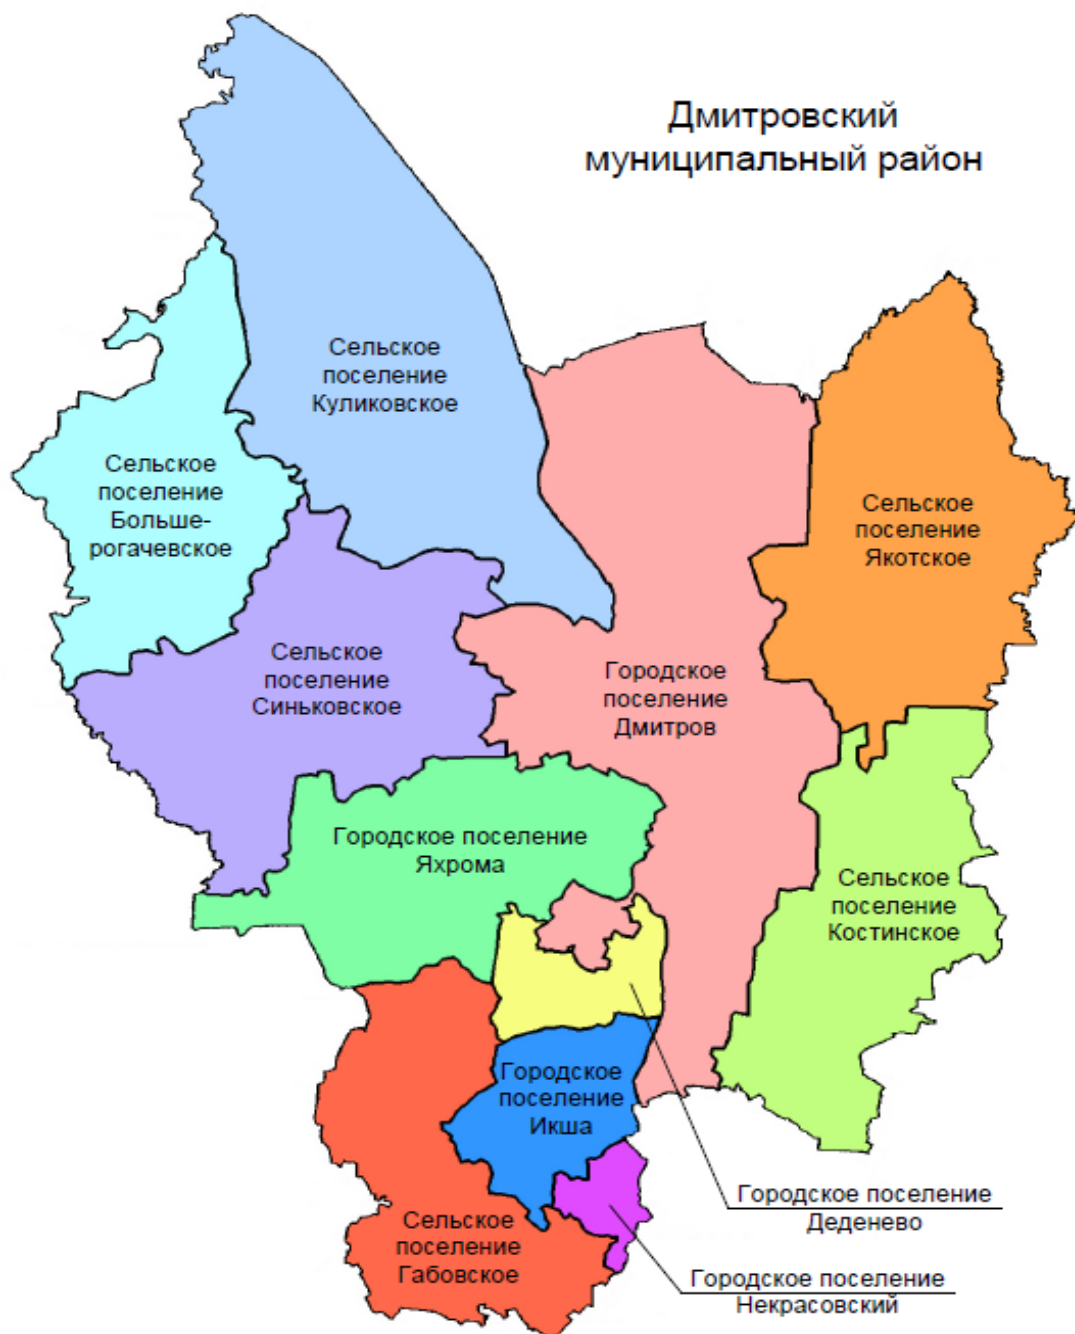 Дмитровский
муниципальный район
Сельское
поселение
Куликовское
Сельское
поселение
Больше-
рогачевское
Сельское
поселение
Якотское
Сельское
поселение
Синьковское
Городское
поселение
Дмитров
Городское поселение
Яхрома
Сельское
поселение
Костинское
Городское
поселение
Икша
Городское поселение
Деденево
Сельское
поселение
Габовское
Городское поселение
Некрасовский